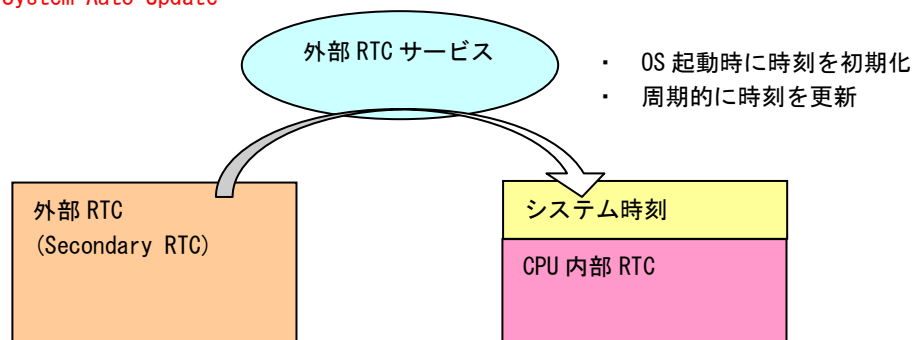 System Auto Update
外部 RTC サービス
・ OS 起動時に時刻を初期化
・ 周期的に時刻を更新
外部 RTC
(Secondary RTC)
システム時刻
CPU 内部 RTC